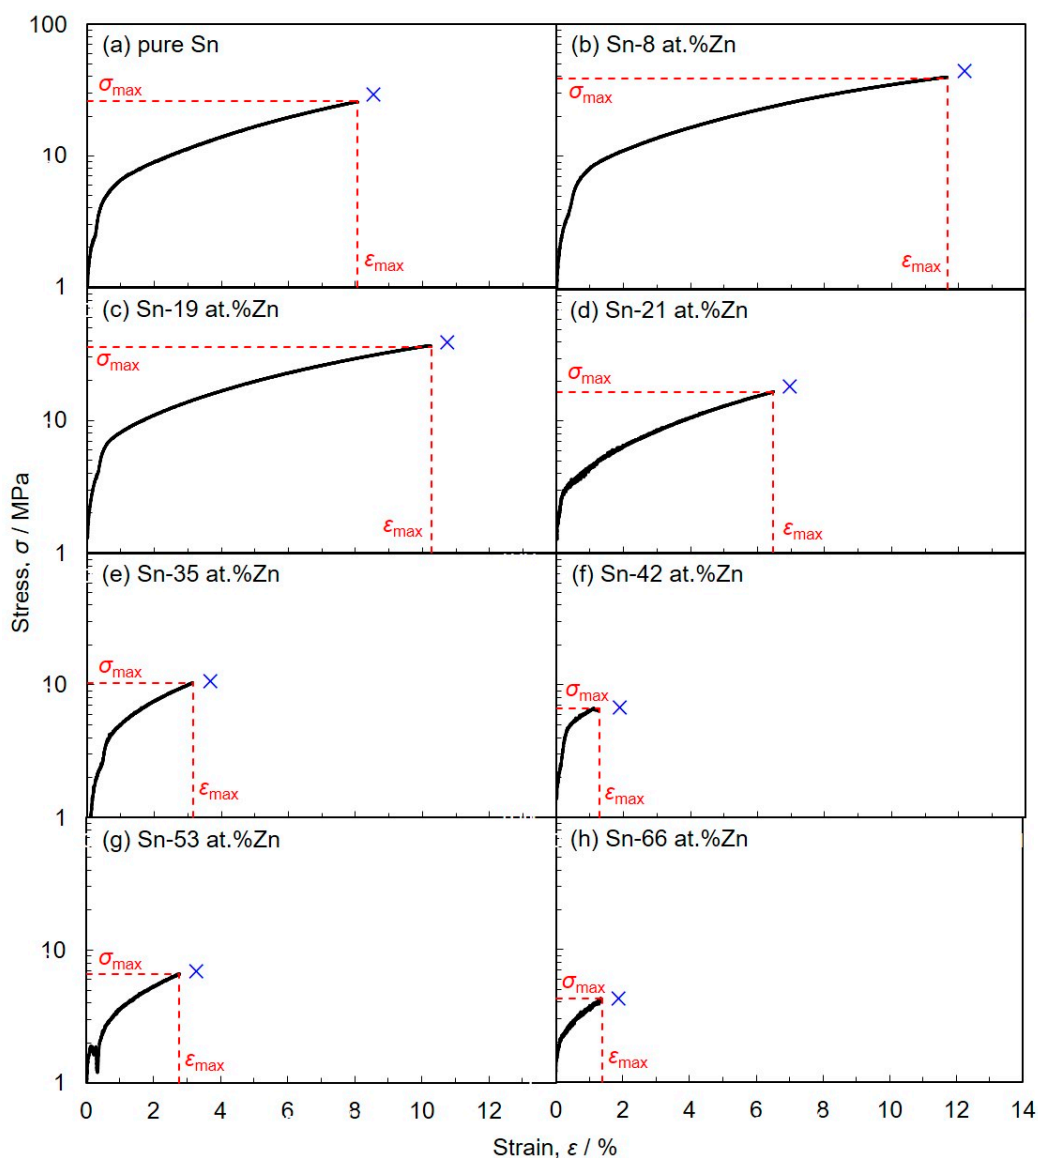 100
(a) pure Sn
(b) Sn-8 at.%Zn
σmax
σmax
10
εmax
εmax
1
(c) Sn-19 at.%Zn
(d) Sn-21 at.%Zn
σmax
σmax
10
εmax
εmax
1
(e) Sn-35 at.%Zn
(f) Sn-42 at.%Zn
σmax
σmax
10
εmax
εmax
1
(g) Sn-53 at.%Zn
(h) Sn-66 at.%Zn
10
σmax
σmax
εmax
εmax
1
0 2 4 6 8 10 12 0 2 4 6 8 10 12 14
Stress, σ / MPa
Strain, ε / %